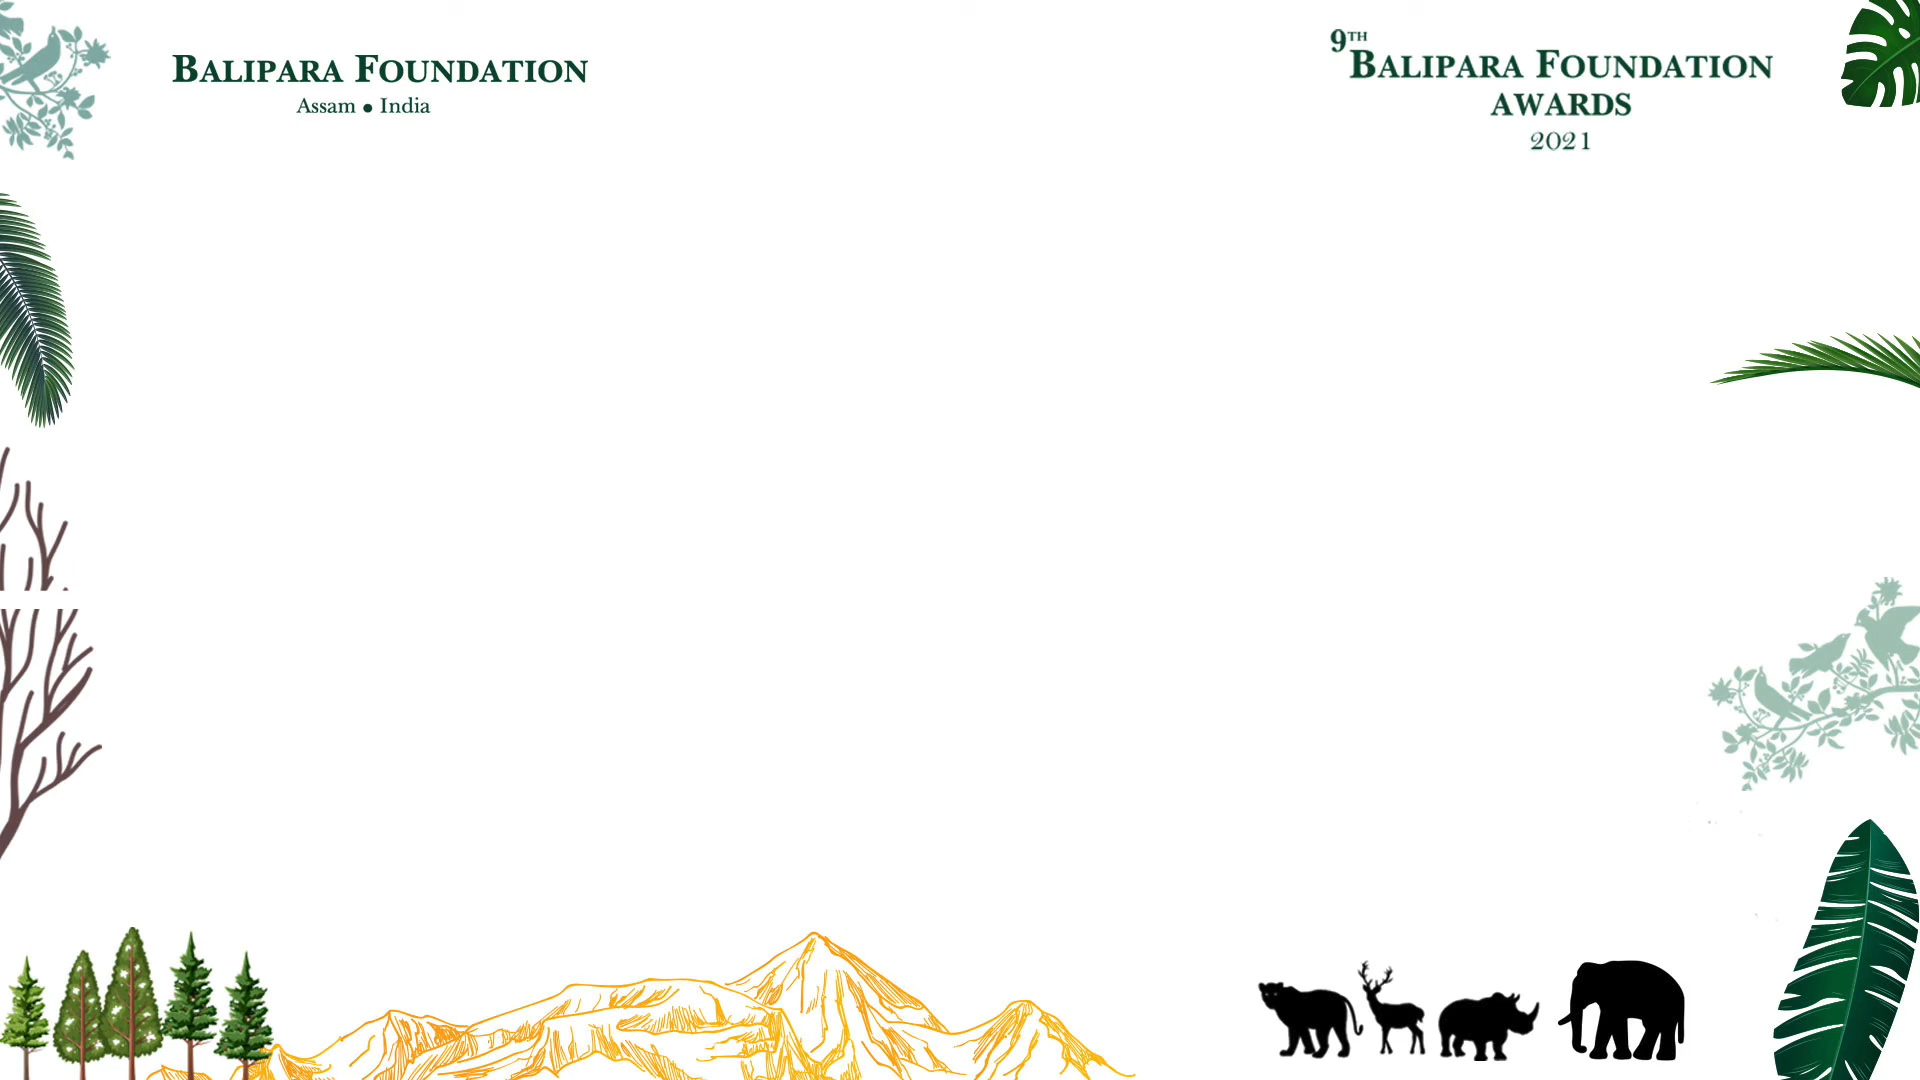 BALIPARA FOUNDATION
Assam ● India
9TH
BALIPARA FOUNDATION
AWARDS
2021